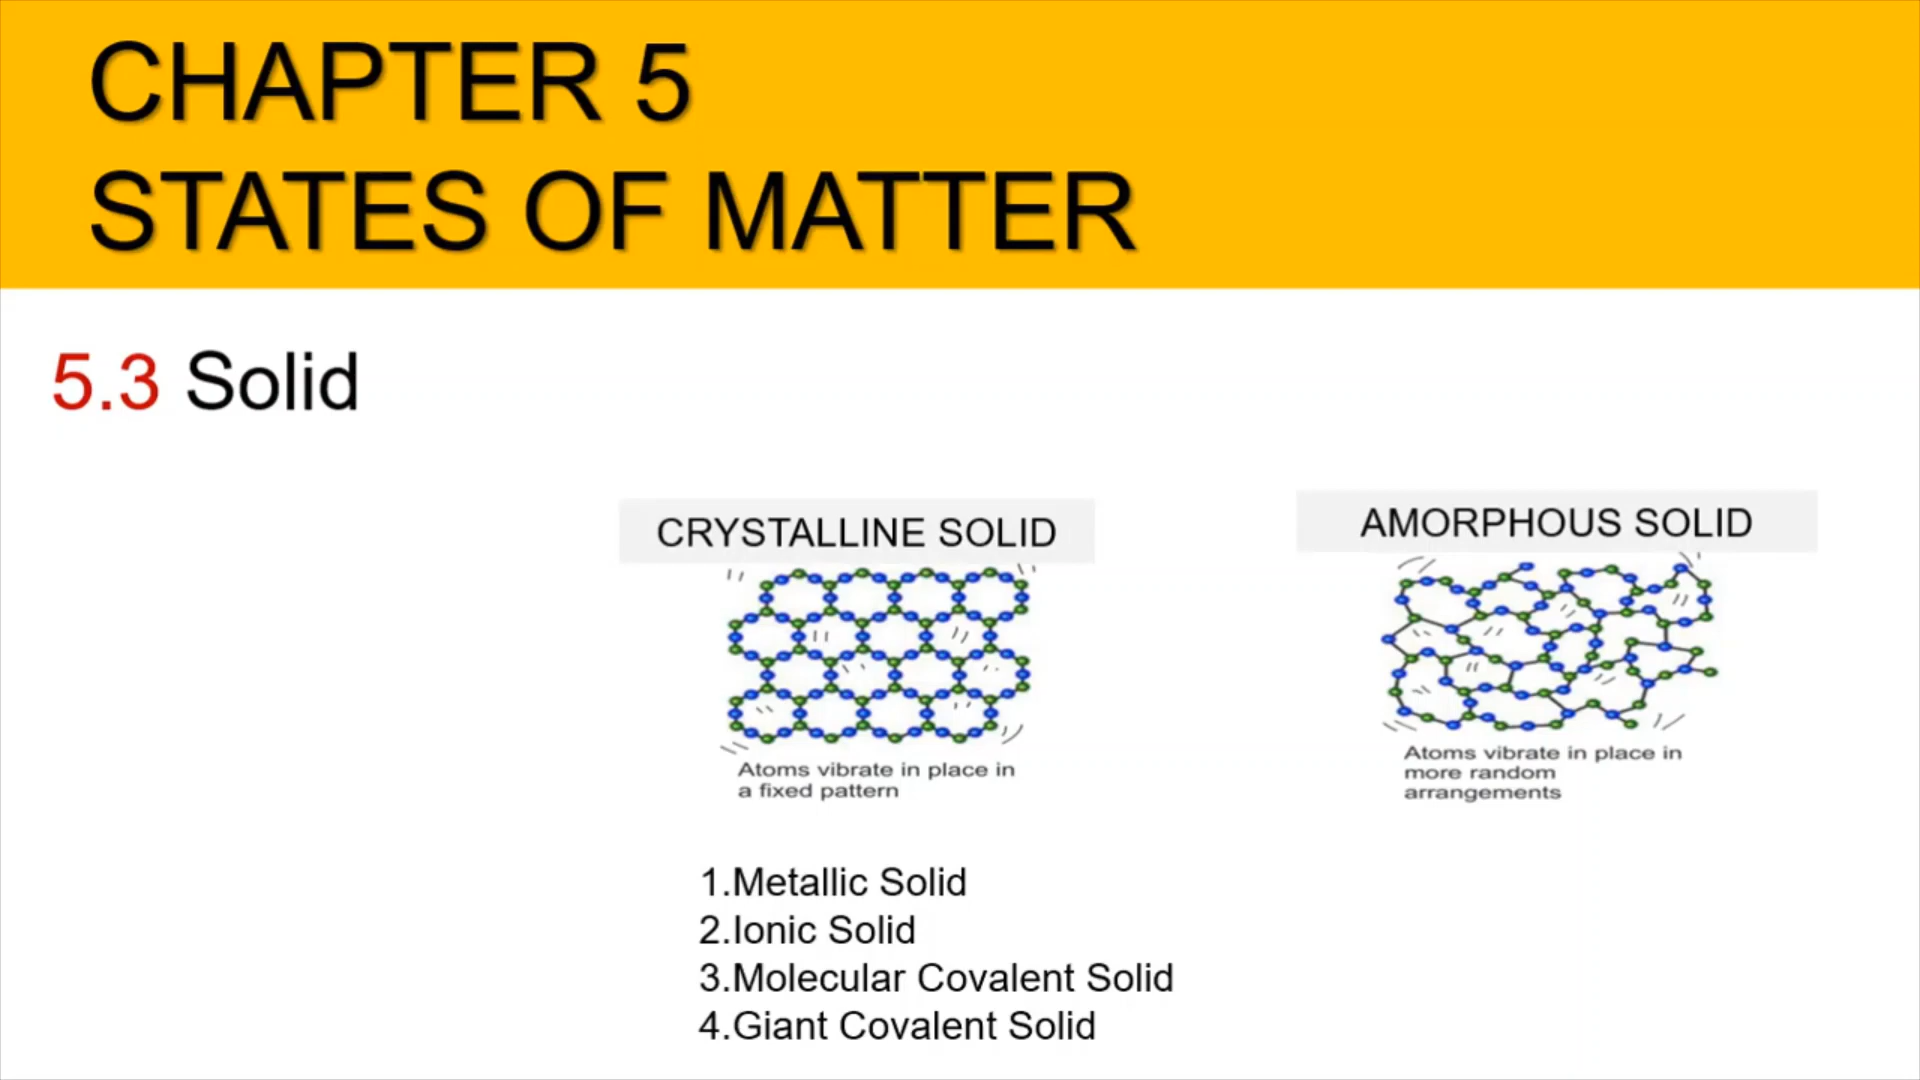 CHAPTER 5
STATES OF MATTER
5.3 Solid
CRYSTALLINE SOLID
Atoms vibrate in place in
a fixed pattern
AMORPHOUS SOLID
Atoms vibrate in place in
more random
arrangements
1.Metallic Solid
2.Ionic Solid
3.Molecular Covalent Solid
4.Giant Covalent Solid